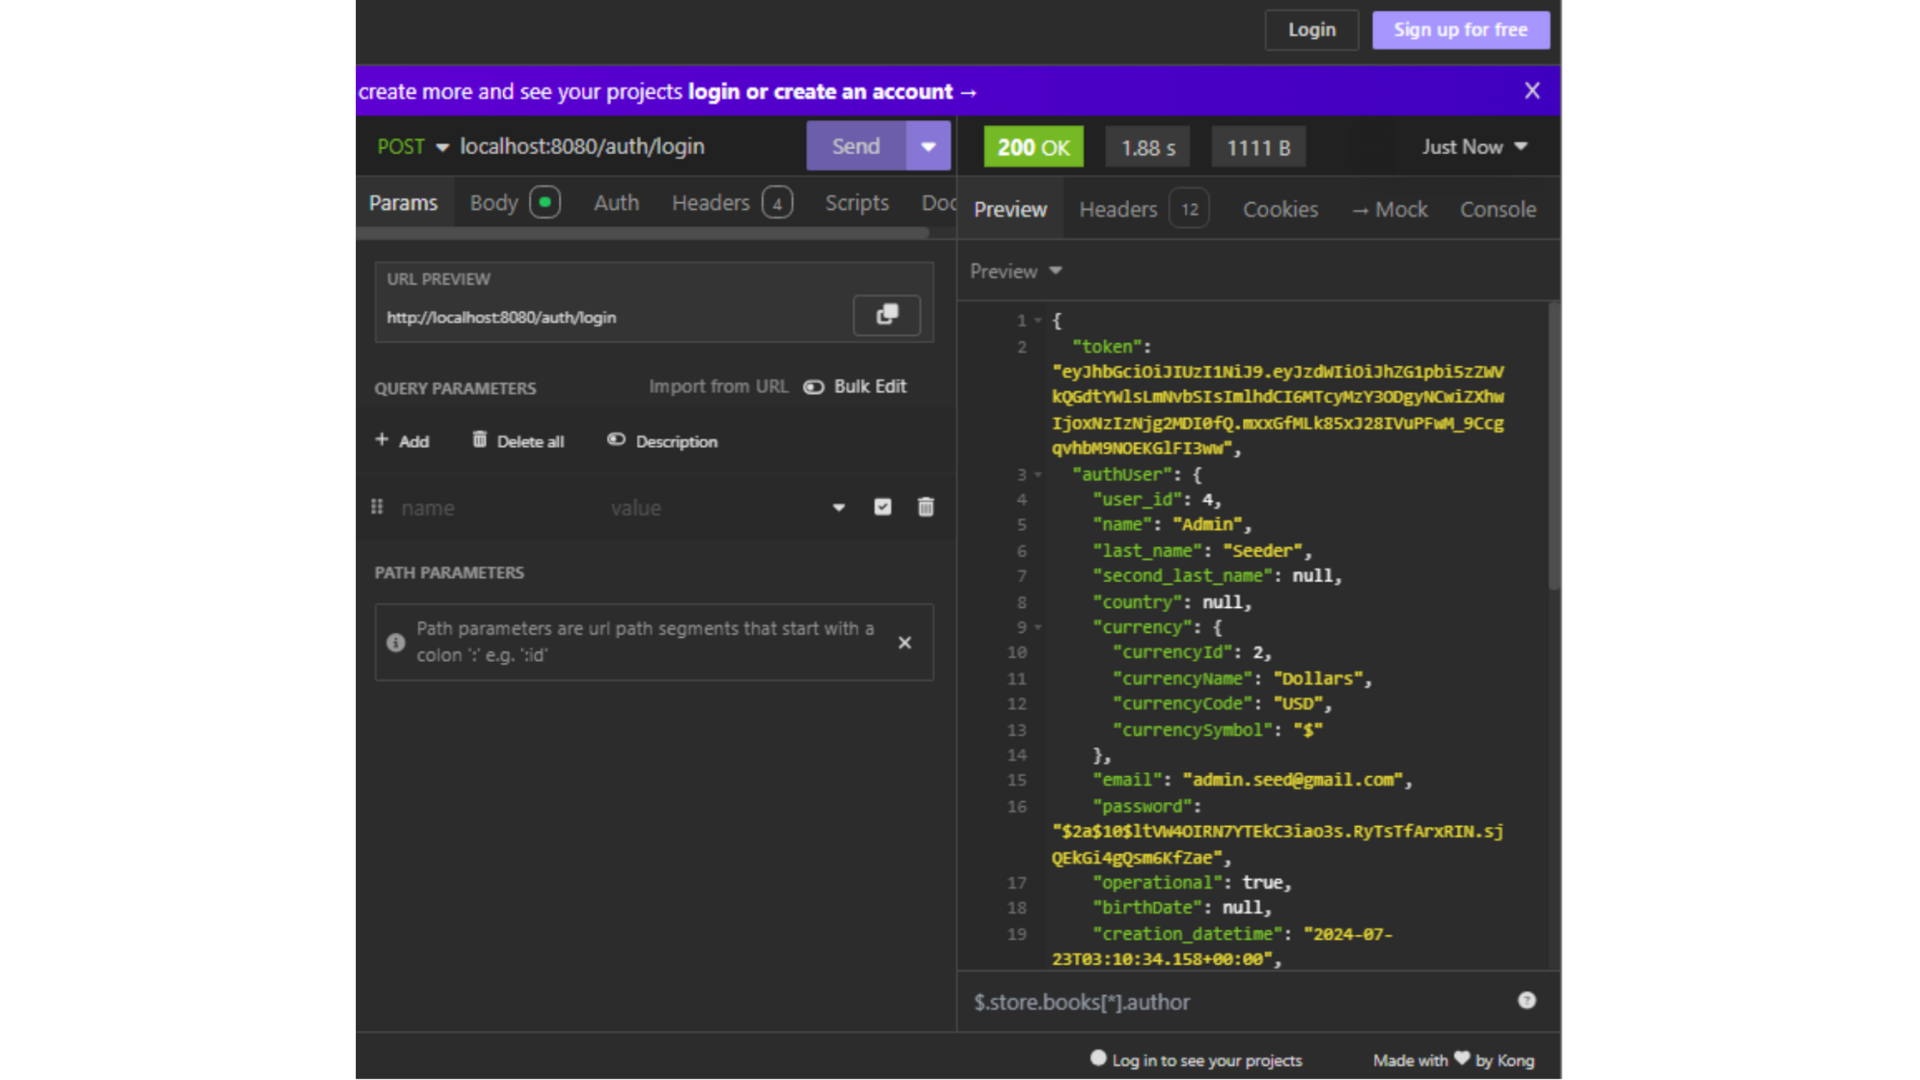 Login
Sign up for free
create more and see your projects login or create an account →
POST localhost:8080/auth/login
Send
200 OK
1.88 s
1111 B
Just Now
Params
Body
Auth
Headers 4
Scripts
Doc
Preview
Headers 12
Cookies
→ Mock
Console
URL PREVIEW
http://localhost:8080/auth/login
QUERY PARAMETERS
Import from URL
Bulk Edit
+ Add
Delete all
Description
name
value
PATH PARAMETERS
Path parameters are url path segments that start with a
colon ':' e.g. ':id'
Preview
1 {
2 "token":
"eyJhbGciOiJIUzI1NiJ9.eyJzdWIiOiJhZG1pbi5zZWV
kQGdtYWlsLmNvbSIsImlhdCI6MTcyMzY3ODgyNCwiZXhw
IjoxNzIzNjg2MDI0fQ.mxxGfMLk85xJ28IVuPFwM_9Ccg
qvhbM9NOEKGlFI3ww",
3 "authUser": {
4 "user_id": 4,
5 "name": "Admin",
6 "last_name": "Seeder",
7 "second_last_name": null,
8 "country": null,
9 "currency": {
10 "currencyId": 2,
11 "currencyName": "Dollars",
12 "currencyCode": "USD",
13 "currencySymbol": "$"
14 },
15 "email": "admin.seed@gmail.com",
16 "password":
"$2a$10$ltVW4OIRN7YTEkC3iao3s.RyTsTfArxRIN.sj
QEkGi4gQsm6KfZae",
17 "operational": true,
18 "birthDate": null,
19 "creation_datetime": "2024-07-
23T03:10:34.158+00:00",
$.store.books[*].author
Log in to see your projects
Made with ♥ by Kong